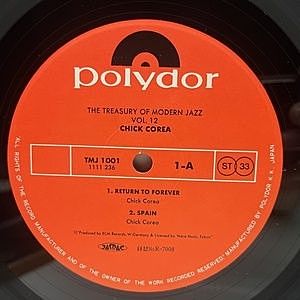 polydor
THE TREASURY OF MODERN JAZZ
VOL. 12
CHICK COREA
TMJ 1001
1111 236
1-A
ST 33
1. RETURN TO FOREVER
Chick Corea
2. SPAIN
Chick Corea
ALL RIGHTS OF THE RECORD MANUFACTURER AND OF THE OWNER OF THE WORK RECORDED RESERVED! MADE
MANUFACTURED BY POLYDOR K.K. JAPAN